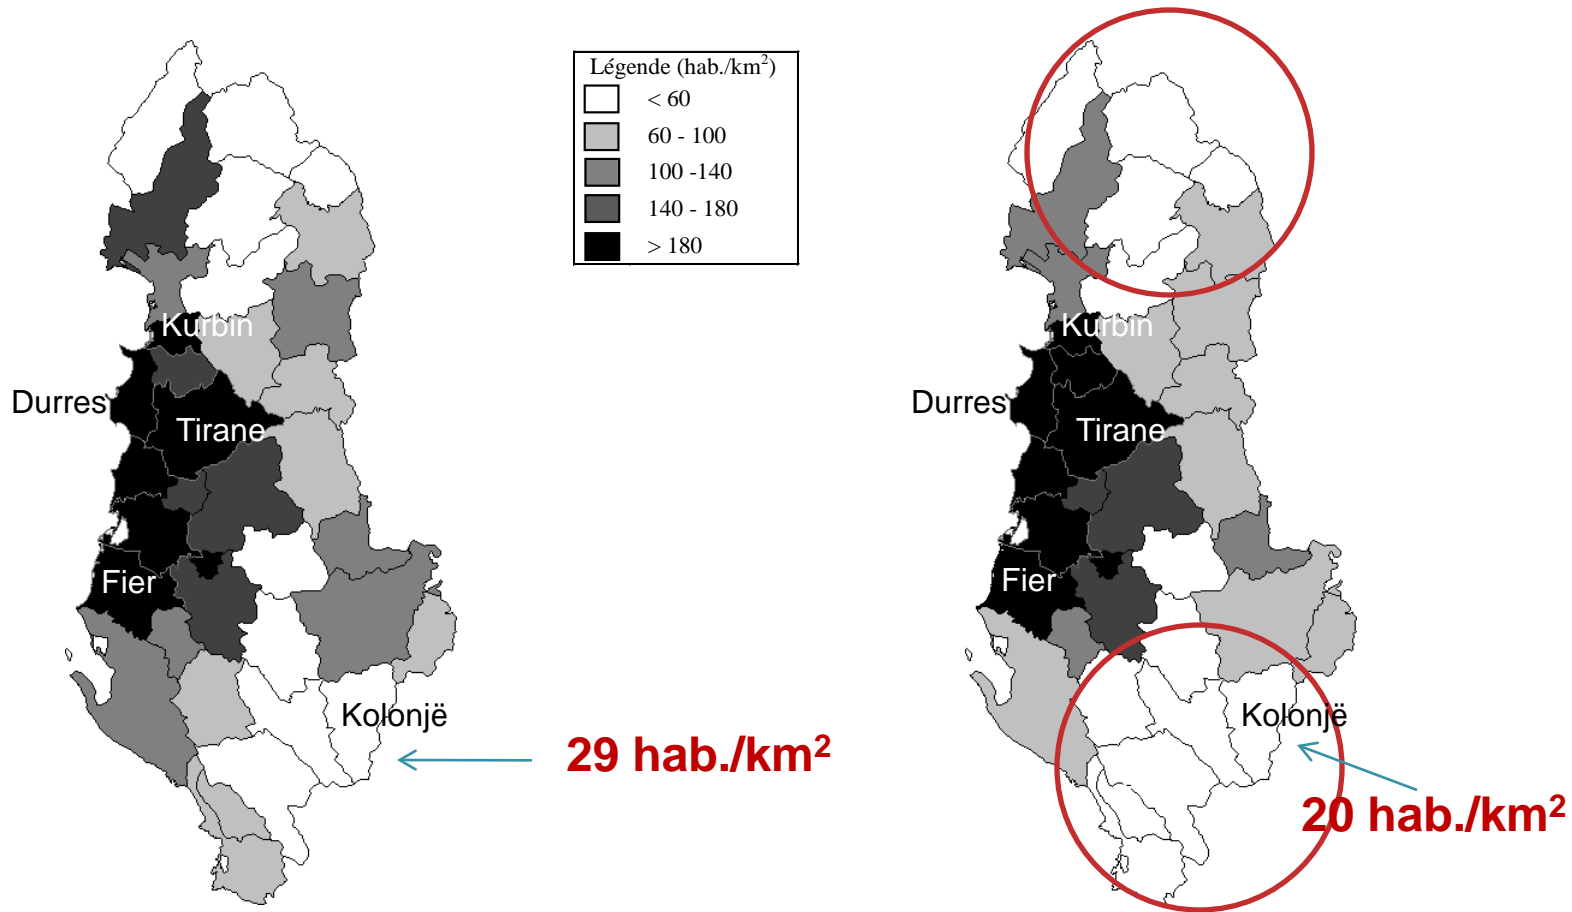 Légende (hab./km²)
< 60
60 - 100
100 -140
140 - 180
> 180
Kurbin
Durres
Tirane
Fier
Kolonjë
29 hab./km²
Kurbin
Durres
Tirane
Fier
Kolonjë
20 hab./km²